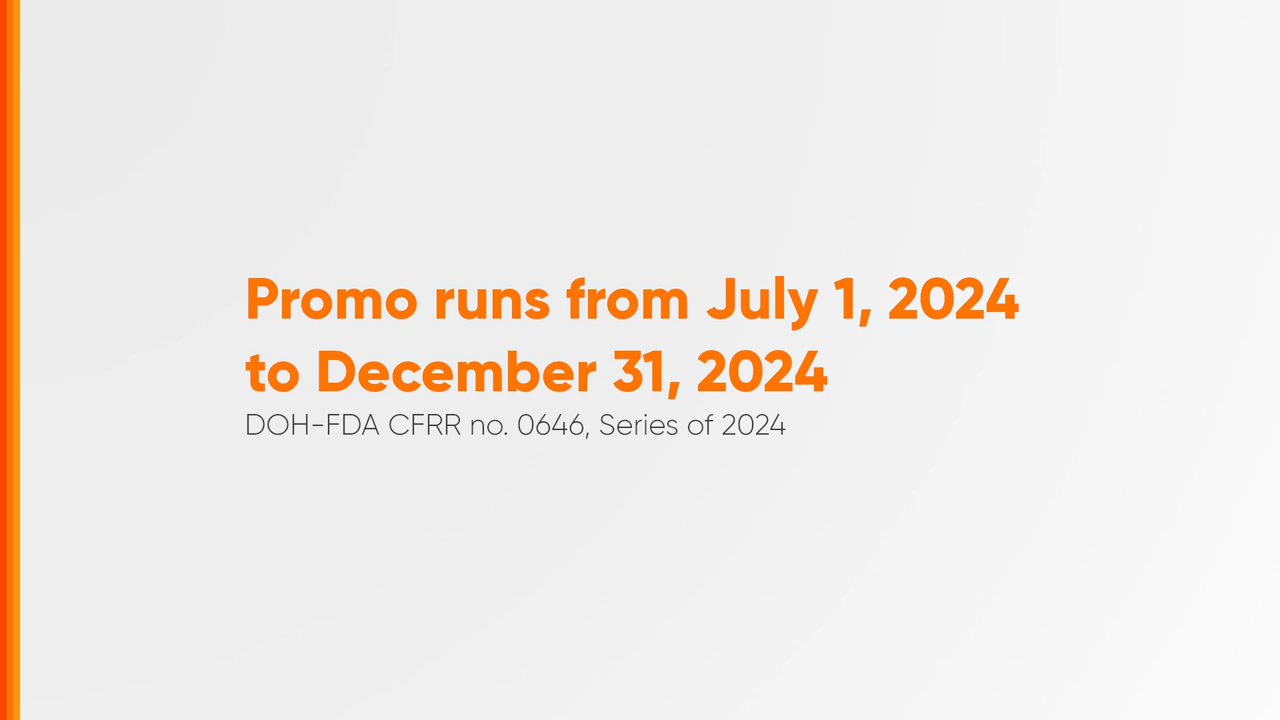 Promo runs from July 1, 2024
to December 31, 2024
DOH-FDA CFRR no. 0646, Series of 2024